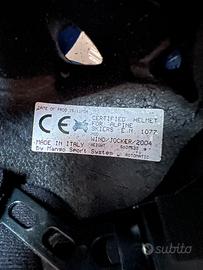 DATE OF PROD
CE
CERTIFIED HELMET
FOR ALPINE
SKIERS E.N. 1077
WIND/JOCKER/2004
MADE IN ITALY
WEIGHT
by Marmo Sport System
subito